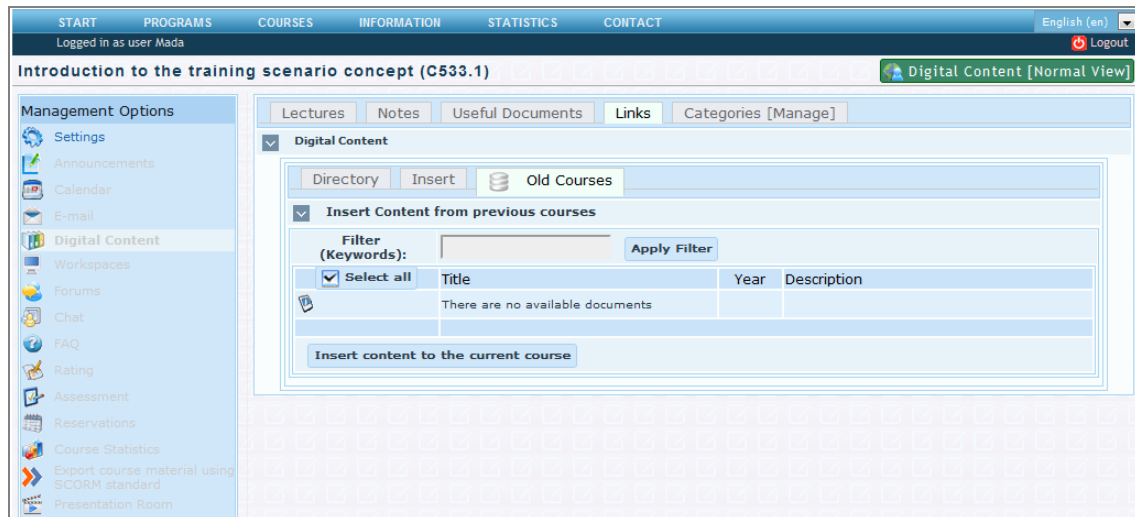 START PROGRAMS COURSES INFORMATION STATISTICS CONTACT English (en)
Logged in as user Mada Logout
Introduction to the training scenario concept (C533.1) Digital Content [Normal View]
Management Options
Settings
Announcements
Calendar
E-mail
Digital Content
Workspaces
Forums
Chat
FAQ
Rating
Assessment
Reservations
Course Statistics
Export course material using
SCORM standard
Presentation Room
Lectures Notes Useful Documents Links Categories [Manage]
Digital Content
Directory Insert Old Courses
Insert Content from previous courses
Filter
(Keywords): Apply Filter
Select all Title Year Description
There are no available documents
Insert content to the current course